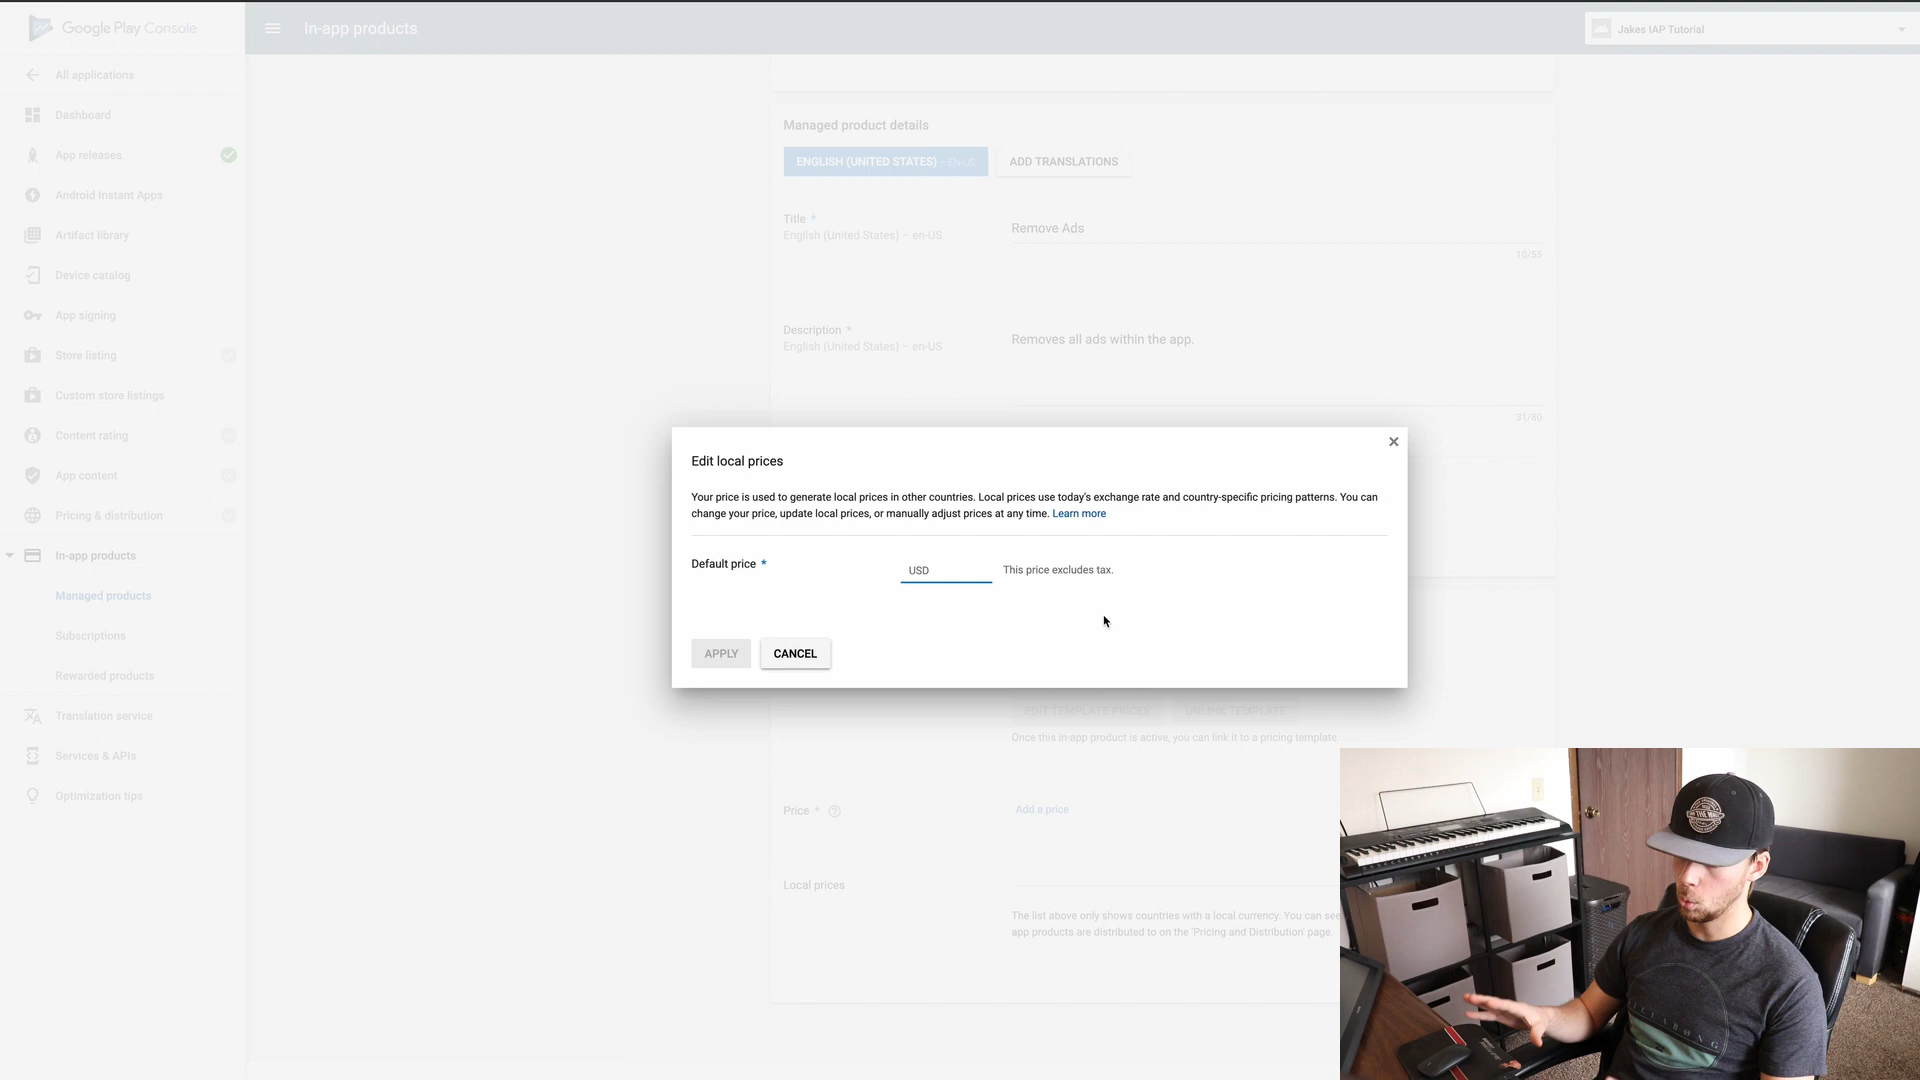 Google Play Console
In-app products
Jakes IAP Tutorial
All applications
Dashboard
App releases
Android Instant Apps
Artifact library
Device catalog
App signing
Store listing
Custom store listings
Content rating
App content
Pricing & distribution
In-app products
Managed products
Subscriptions
Rewarded products
Translation service
Services & APIs
Optimization tips
Managed product details
ENGLISH (UNITED STATES) – EN-US
ADD TRANSLATIONS
Title *
English (United States) – en-US
Remove Ads
10/55
Description *
English (United States) – en-US
Removes all ads within the app.
31/80
Edit local prices
Your price is used to generate local prices in other countries. Local prices use today's exchange rate and country-specific pricing patterns. You can
change your price, update local prices, or manually adjust prices at any time. Learn more
Default price *
USD
This price excludes tax.
APPLY
CANCEL
EDIT TEMPLATE PRICES
UNLINK TEMPLATE
Once this in-app product is active, you can link it to a pricing template.
Price *
Add a price
Local prices
The list above only shows countries with a local currency. You can see
app products are distributed to on the 'Pricing and Distribution' page.